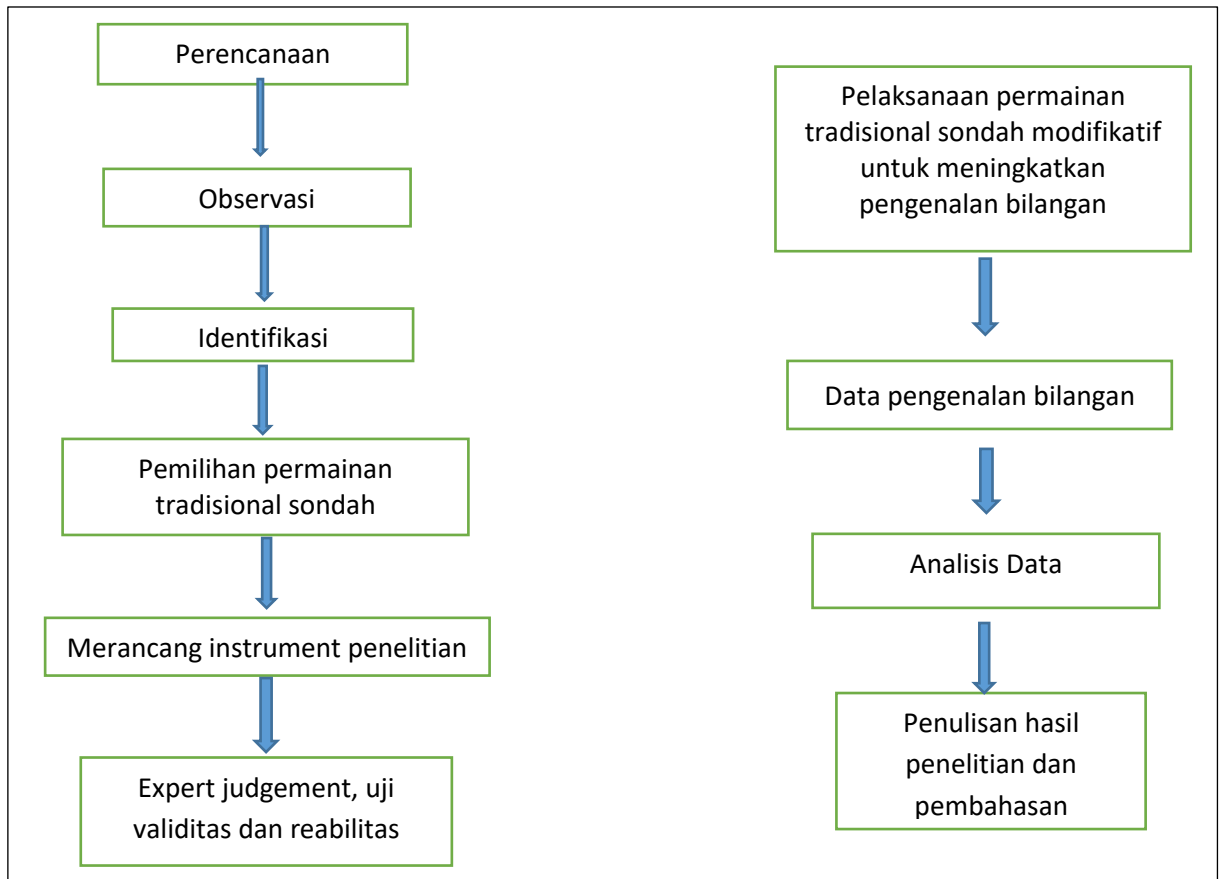 Perencanaan
Observasi
Identifikasi
Pemilihan permainan
tradisional sondah
Merancang instrument penelitian
Expert judgement, uji
validitas dan reabilitas
Pelaksanaan permainan
tradisional sondah modifikatif
untuk meningkatkan
pengenalan bilangan
Data pengenalan bilangan
Analisis Data
Penulisan hasil
penelitian dan
pembahasan